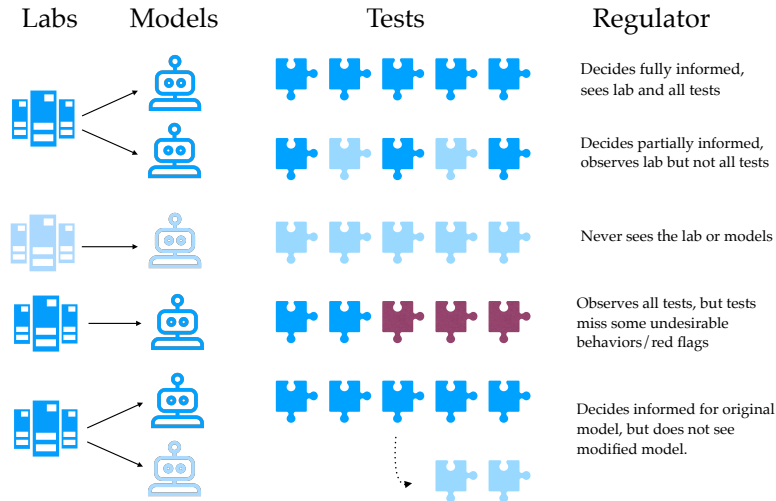 Labs
Models
Tests
Regulator
Decides fully informed,
sees lab and all tests
Decides partially informed,
observes lab but not all tests
Never sees the lab or models
Observes all tests, but tests
miss some undesirable
behaviors/red flags
Decides informed for original
model, but does not see
modified model.